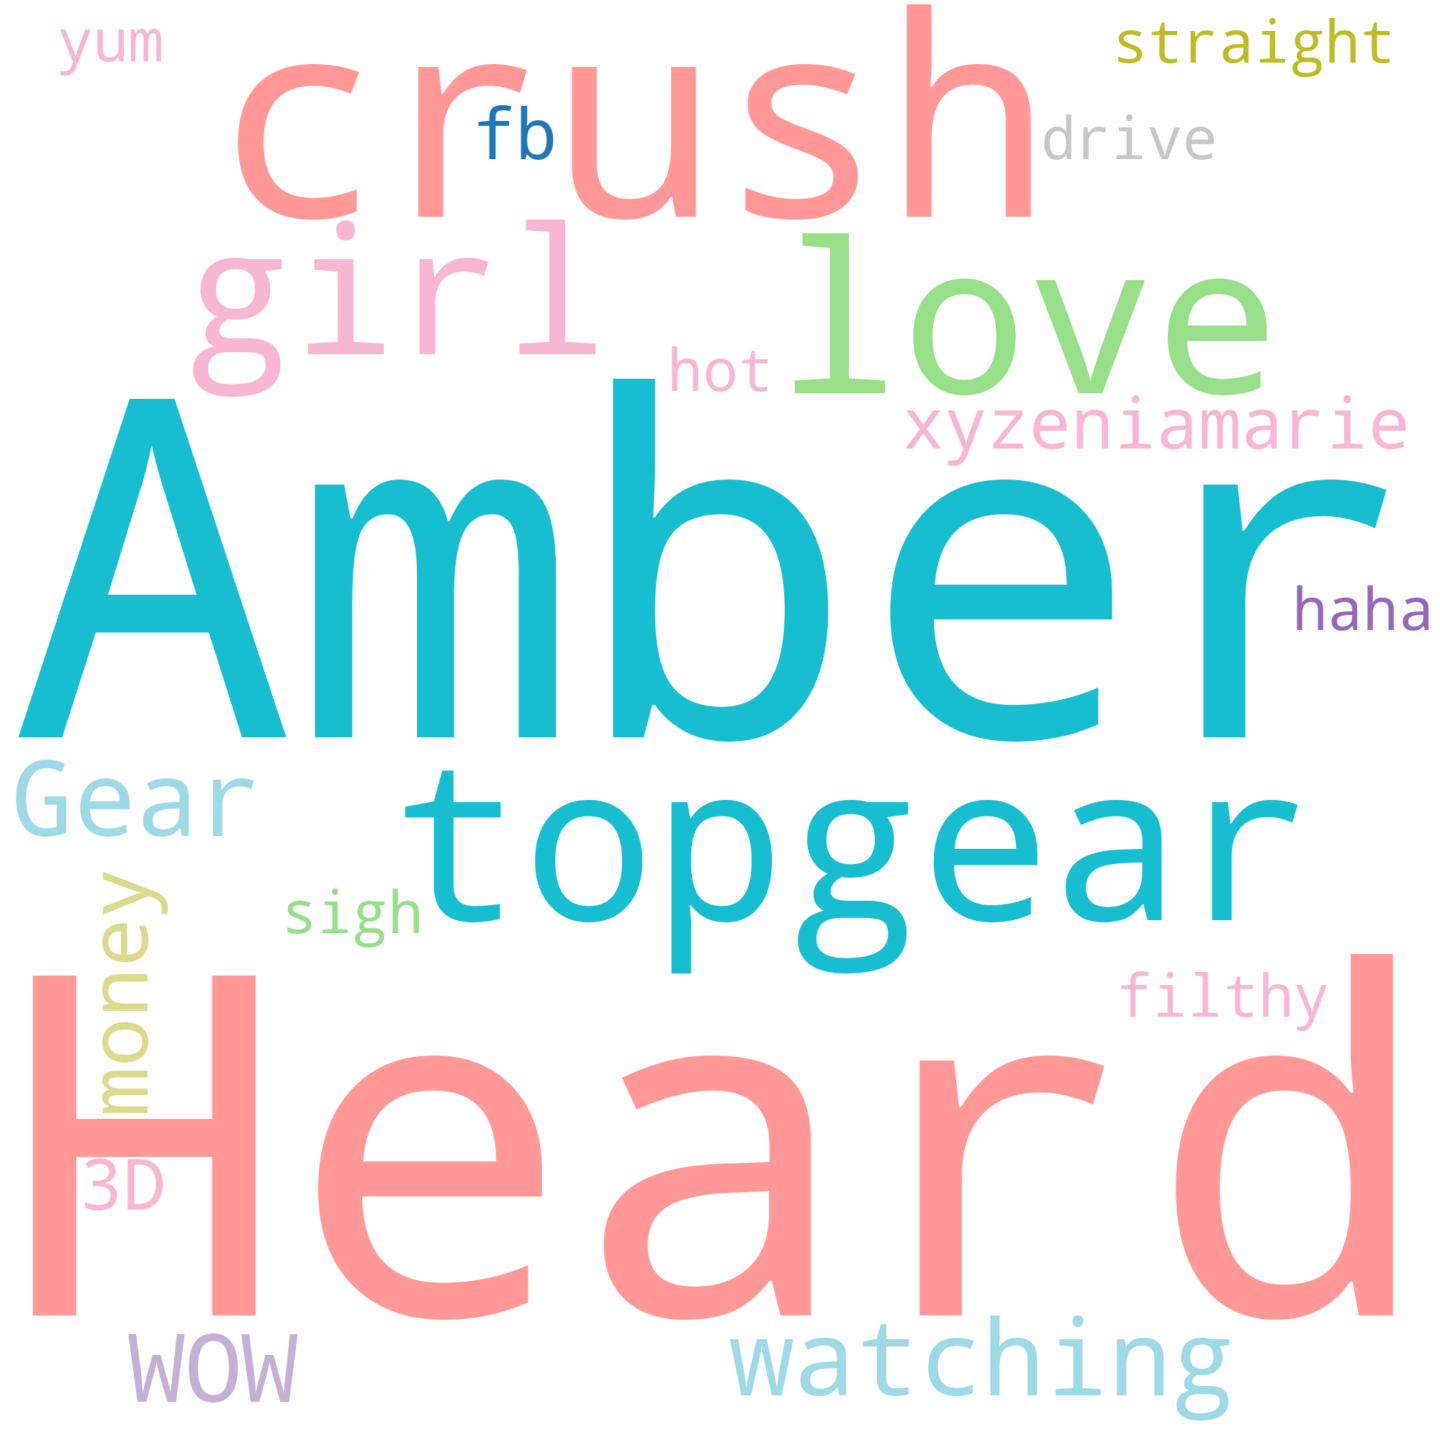 yum
crush
straight
fb
drive
girl
love
hot
xyzeniamarie
Amber
haha
Gear
topgear
money
sigh
Heard
filthy
3D
WOW
watching